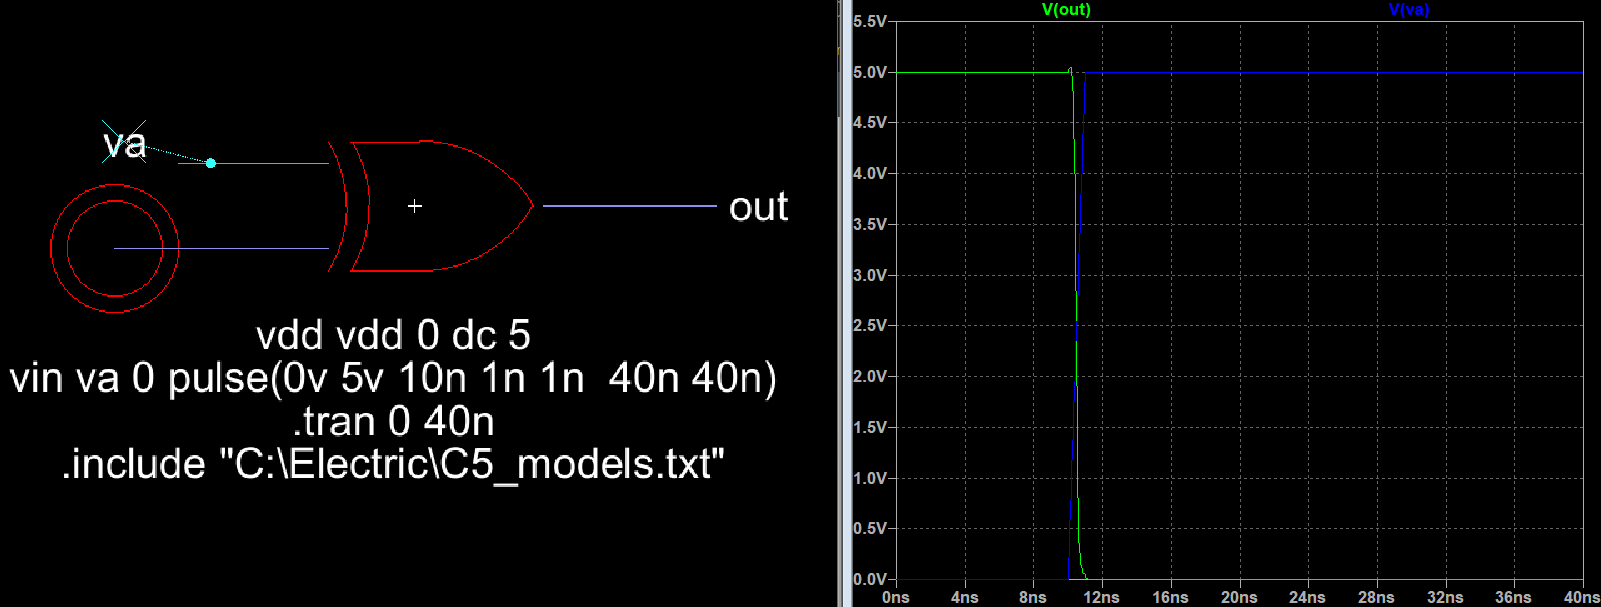 va
out
vdd vdd 0 dc 5
vin va 0 pulse(0v 5v 10n 1n 1n  40n 40n)
.tran 0 40n
.include "C:\Electric\C5_models.txt"
V(out) V(va)
5.5V
5.0V
4.5V
4.0V
3.5V
3.0V
2.5V
2.0V
1.5V
1.0V
0.5V
0.0V
0ns 4ns 8ns 12ns 16ns 20ns 24ns 28ns 32ns 36ns 40ns